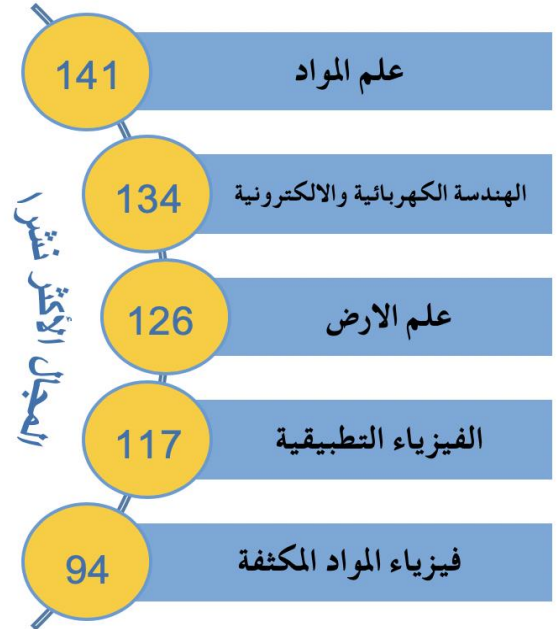 المجال الأكثر نشرا
141 علم المواد
134 الهندسة الكهربائية والالكترونية
126 علم الارض
117 الفيزياء التطبيقية
94 فيزياء المواد المكثفة